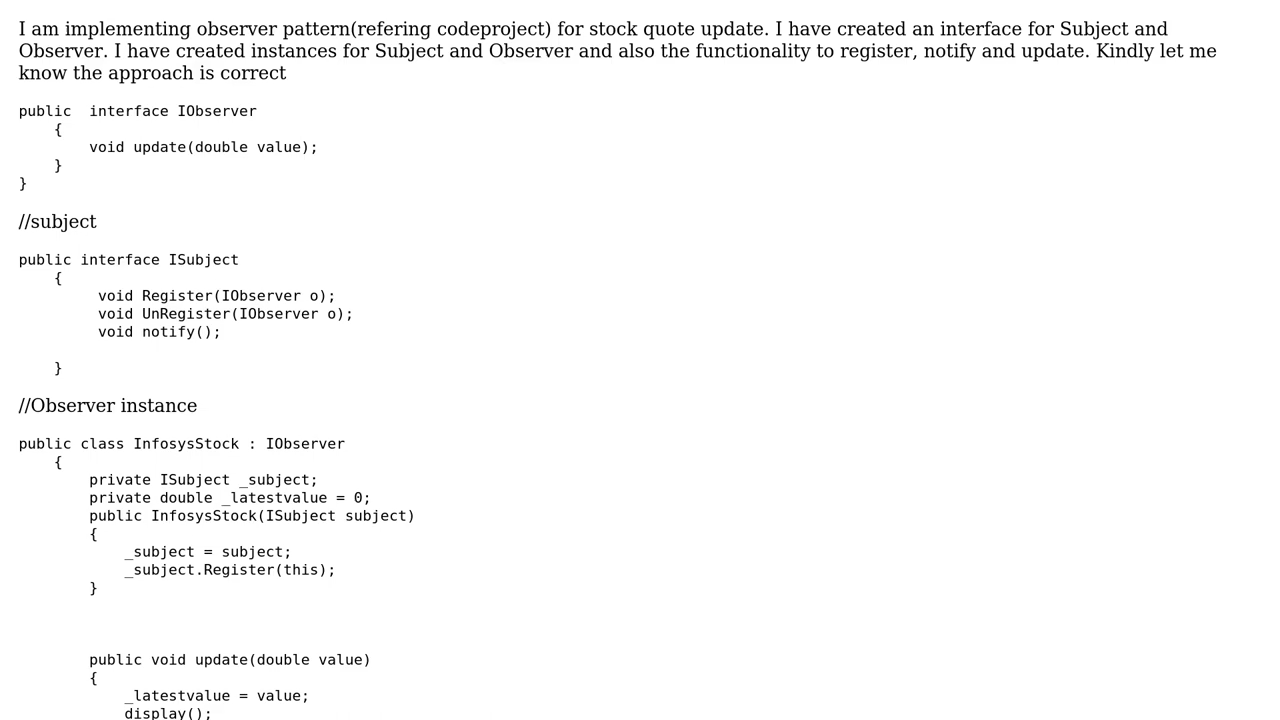 I am implementing observer pattern(refering codeproject) for stock quote update. I have created an interface for Subject and
Observer. I have created instances for Subject and Observer and also the functionality to register, notify and update. Kindly let me
know the approach is correct
public  interface IObserver
    {
        void update(double value);
    }
}
//subject
public interface ISubject
    {
         void Register(IObserver o);
         void UnRegister(IObserver o);
         void notify();
    }
//Observer instance
public class InfosysStock : IObserver
    {
        private ISubject _subject;
        private double _latestvalue = 0;
        public InfosysStock(ISubject subject)
        {
            _subject = subject;
            _subject.Register(this);
        }
        public void update(double value)
        {
            _latestvalue = value;
            display();